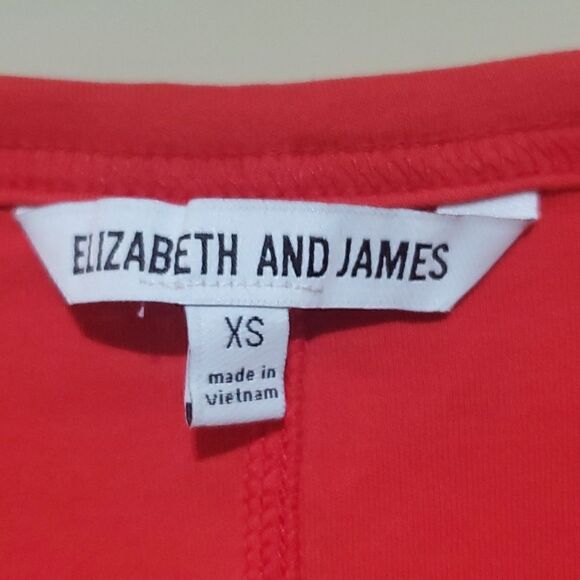 ELIZABETH AND JAMES
XS
made in
vietnam